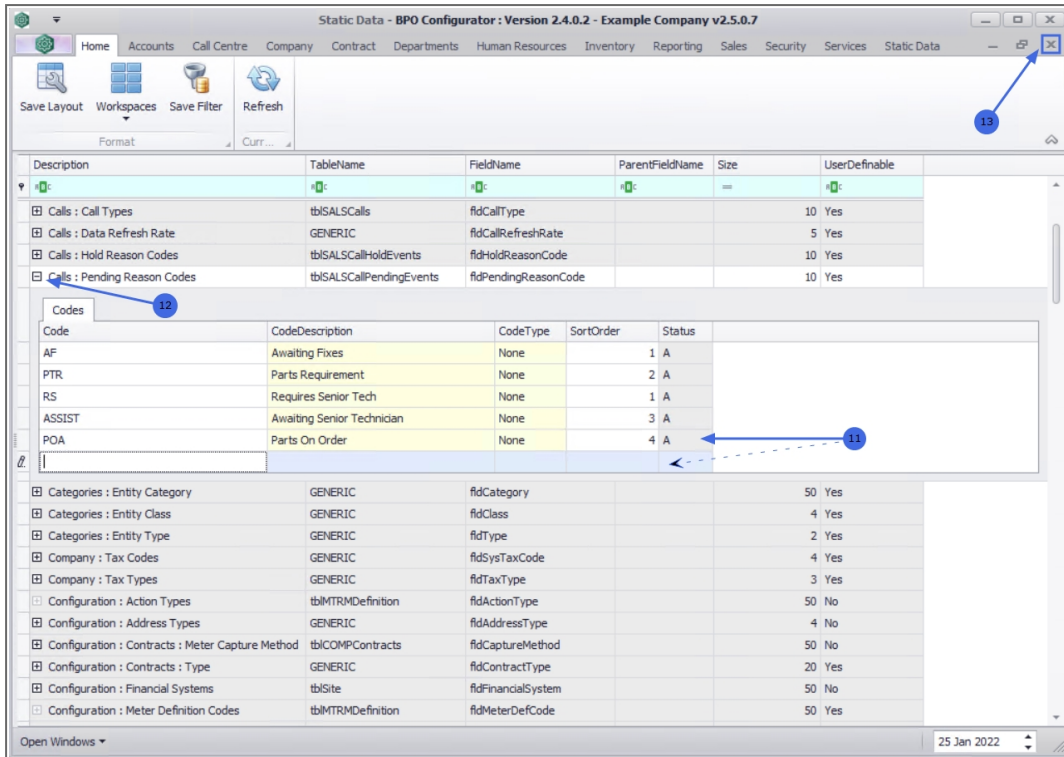 Static Data - BPO Configurator : Version 2.4.0.2 - Example Company v2.5.0.7
Home Accounts Call Centre Company Contract Departments Human Resources Inventory Reporting Sales Security Services Static Data
Save Layout Workspaces Save Filter Refresh
13
Format Curr...
Description TableName FieldName ParentFieldName Size UserDefinable
ABC ABC ABC ABC = ABC
Calls : Call Types tblSALSCalls fldCallType 10 Yes
Calls : Data Refresh Rate GENERIC fldCallRefreshRate 5 Yes
Calls : Hold Reason Codes tblSALSCallHoldEvents fldHoldReasonCode 10 Yes
Calls : Pending Reason Codes tblSALSCallPendingEvents fldPendingReasonCode 10 Yes
12
Codes
Code CodeDescription CodeType SortOrder Status
AF Awaiting Fixes None 1 A
PTR Parts Requirement None 2 A
RS Requires Senior Tech None 1 A
ASSIST Awaiting Senior Technician None 3 A
POA Parts On Order None 4 A
11
Categories : Entity Category GENERIC fldCategory 50 Yes
Categories : Entity Class GENERIC fldClass 4 Yes
Categories : Entity Type GENERIC fldType 2 Yes
Company : Tax Codes GENERIC fldSysTaxCode 4 Yes
Company : Tax Types GENERIC fldTaxType 3 Yes
Configuration : Action Types tblMTRMDefinition fldActionType 50 No
Configuration : Address Types GENERIC fldAddressType 4 No
Configuration : Contracts : Meter Capture Method tblCOMPContracts fldCaptureMethod 50 No
Configuration : Contracts : Type GENERIC fldContractType 20 Yes
Configuration : Financial Systems tblSite fldFinancialSystem 50 No
Configuration : Meter Definition Codes tblMTRMDefinition fldMeterDefCode 50 Yes
Open Windows 25 Jan 2022